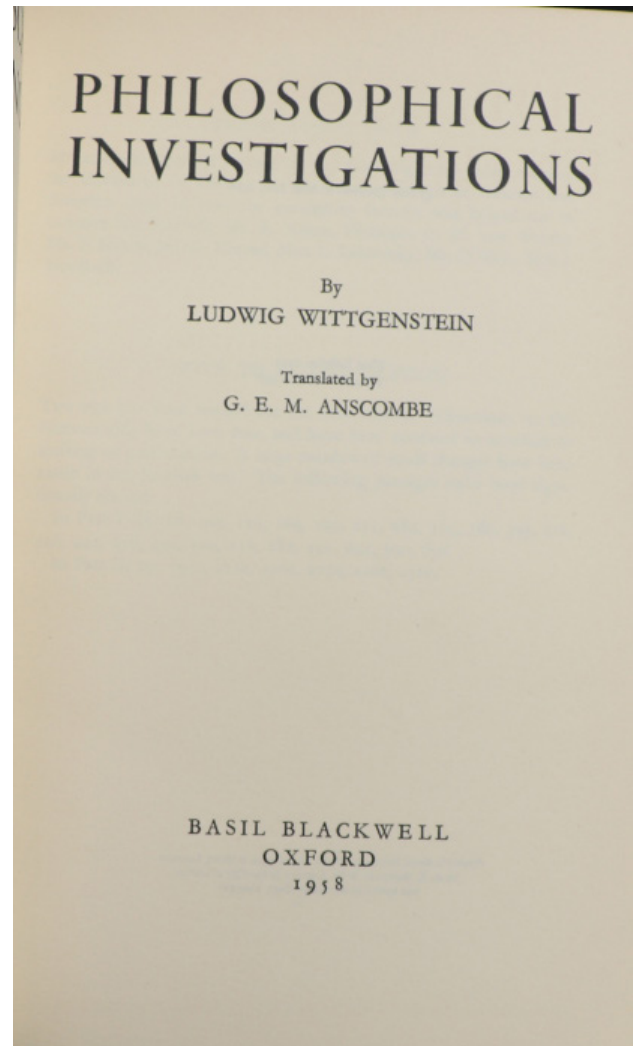 PHILOSOPHICAL
INVESTIGATIONS
By
LUDWIG WITTGENSTEIN
Translated by
G. E. M. ANSCOMBE
BASIL BLACKWELL
OXFORD
1958